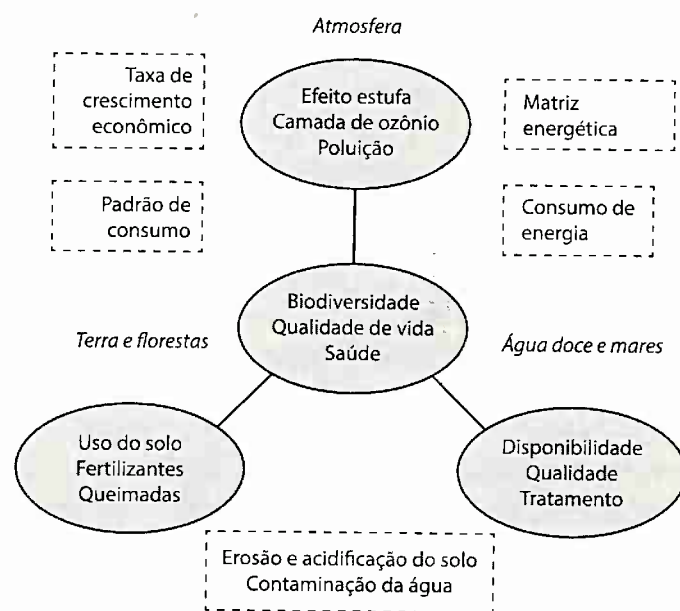 Atmosfera
Taxa de
crescimento
econômico
Efeito estufa
Camada de ozônio
Poluição
Matriz
energética
Padrão de
consumo
Consumo de
energia
Biodiversidade
Qualidade de vida
Saúde
Terra e florestas
Água doce e mares
Uso do solo
Fertilizantes
Queimadas
Disponibilidade
Qualidade
Tratamento
Erosão e acidificação do solo
Contaminação da água